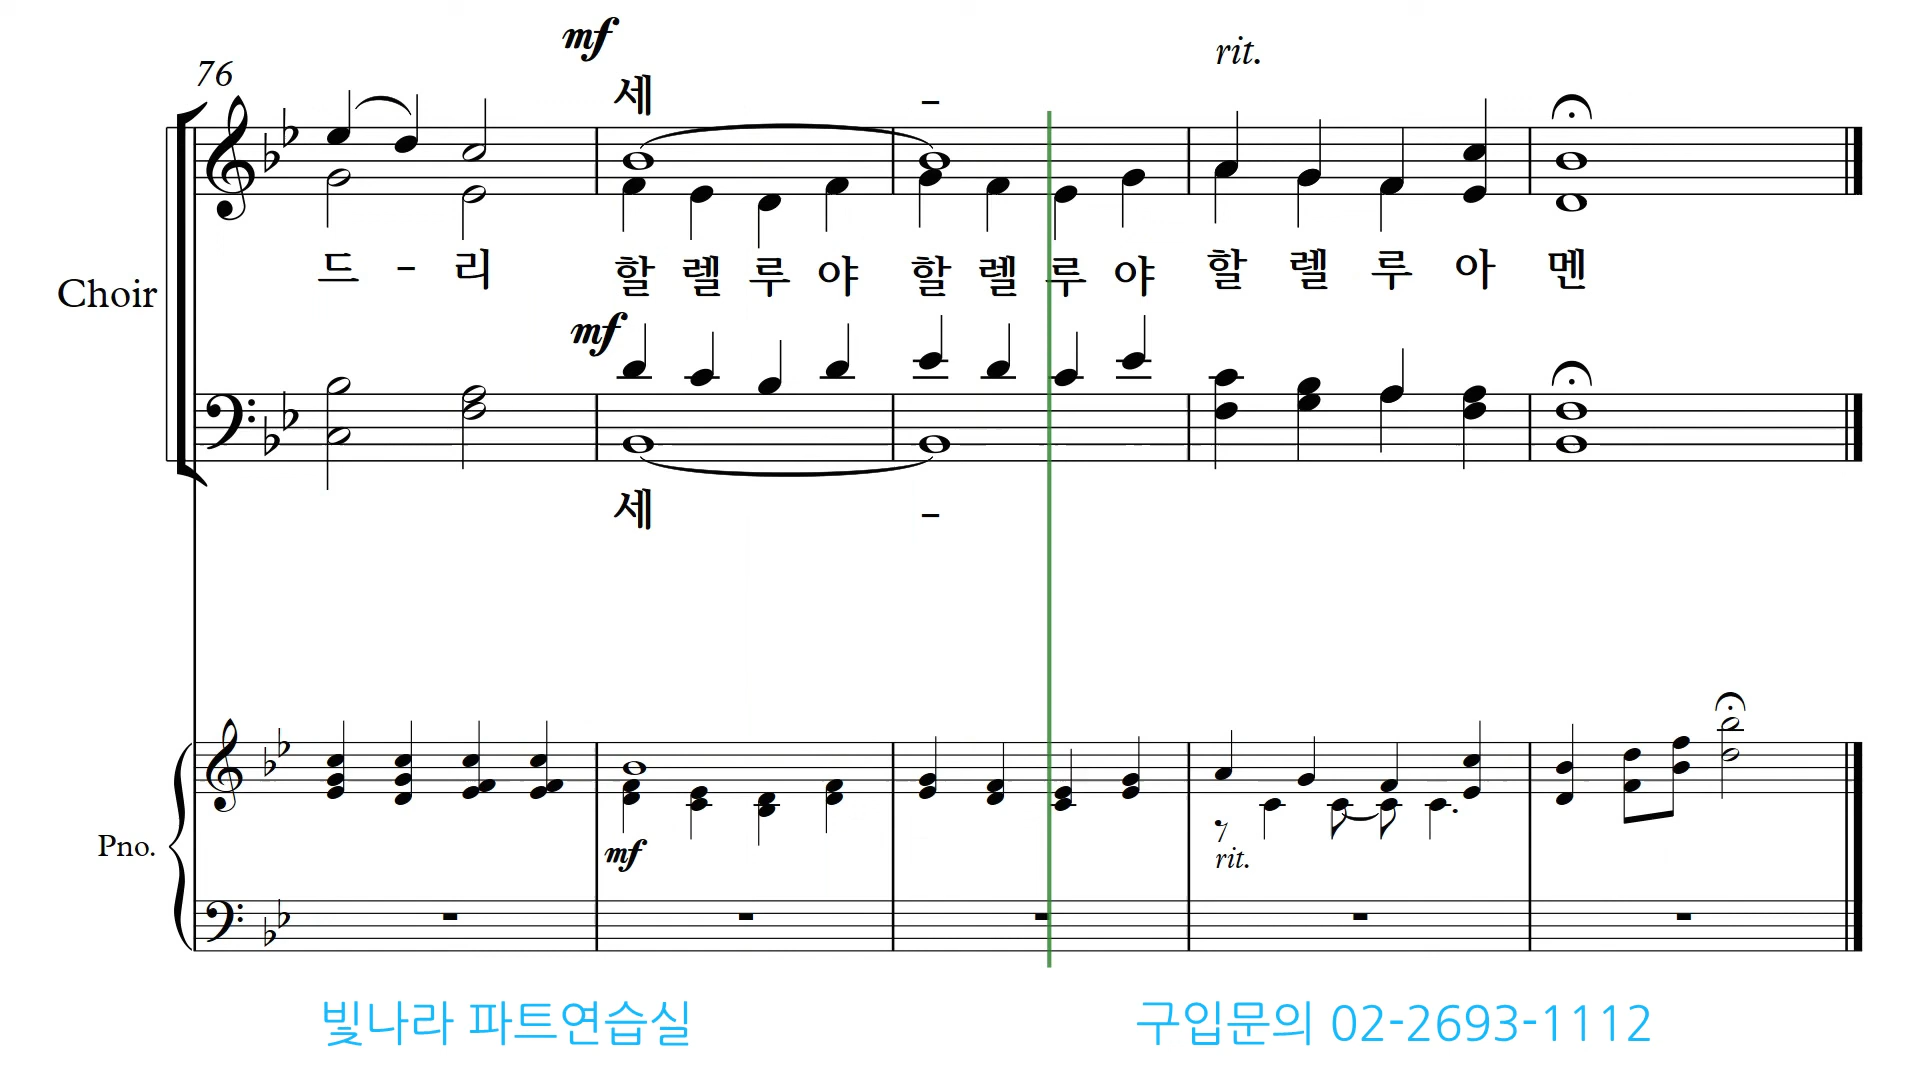 mf
rit.
76
세 –
드 – 리 할 렐 루 야 할 렐 루 야 할 렐 루 아 멘
Choir
mf
세 –
Pno.
mf
rit.
빛나라 파트연습실 구입문의 02-2693-1112